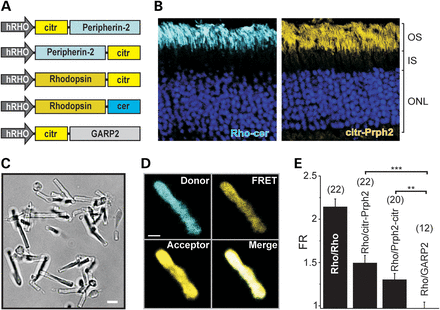 A
hRHO citr Peripherin-2
hRHO Peripherin-2 citr
hRHO Rhodopsin citr
hRHO Rhodopsin cer
hRHO citr GARP2
B
Rho-cer
citr-Prph2
OS
IS
ONL
C
D
Donor
FRET
Acceptor
Merge
E
FR
2.5
2
1.5
1
***
**
(22)
(22)
(20)
(12)
Rho/Rho
Rho/citr-Prph2
Rho/Prph2-citr
Rho/GARP2